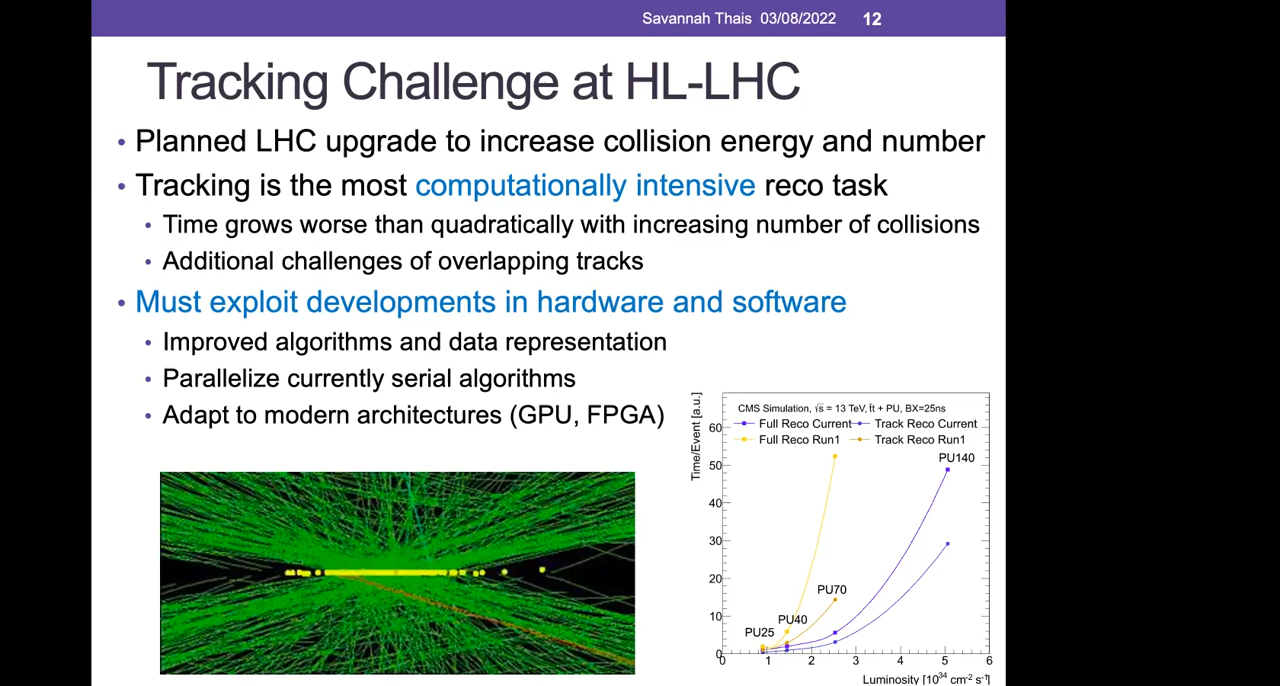 Savannah Thais 03/08/2022 12
Tracking Challenge at HL-LHC
• Planned LHC upgrade to increase collision energy and number
• Tracking is the most computationally intensive reco task
• Time grows worse than quadratically with increasing number of collisions
• Additional challenges of overlapping tracks
• Must exploit developments in hardware and software
• Improved algorithms and data representation
• Parallelize currently serial algorithms
• Adapt to modern architectures (GPU, FPGA)
CMS Simulation, √s = 13 TeV, tt̄ + PU, BX=25ns
Full Reco Current Track Reco Current
Full Reco Run1 Track Reco Run1
Time/Event [a.u.]
60
50
40
30
20
10
0
PU140
PU70
PU40
PU25
0 1 2 3 4 5 6
Luminosity [10³⁴ cm⁻² s⁻¹]